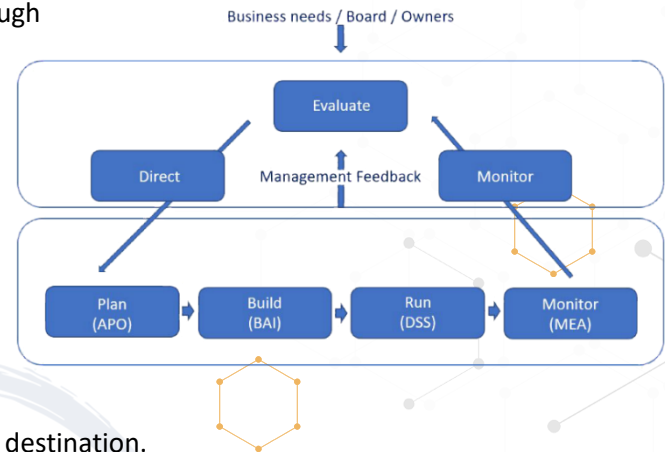 ugh
Business needs / Board / Owners
Evaluate
Direct
Management Feedback
Monitor
Plan
(APO)
Build
(BAI)
Run
(DSS)
Monitor
(MEA)
destination.